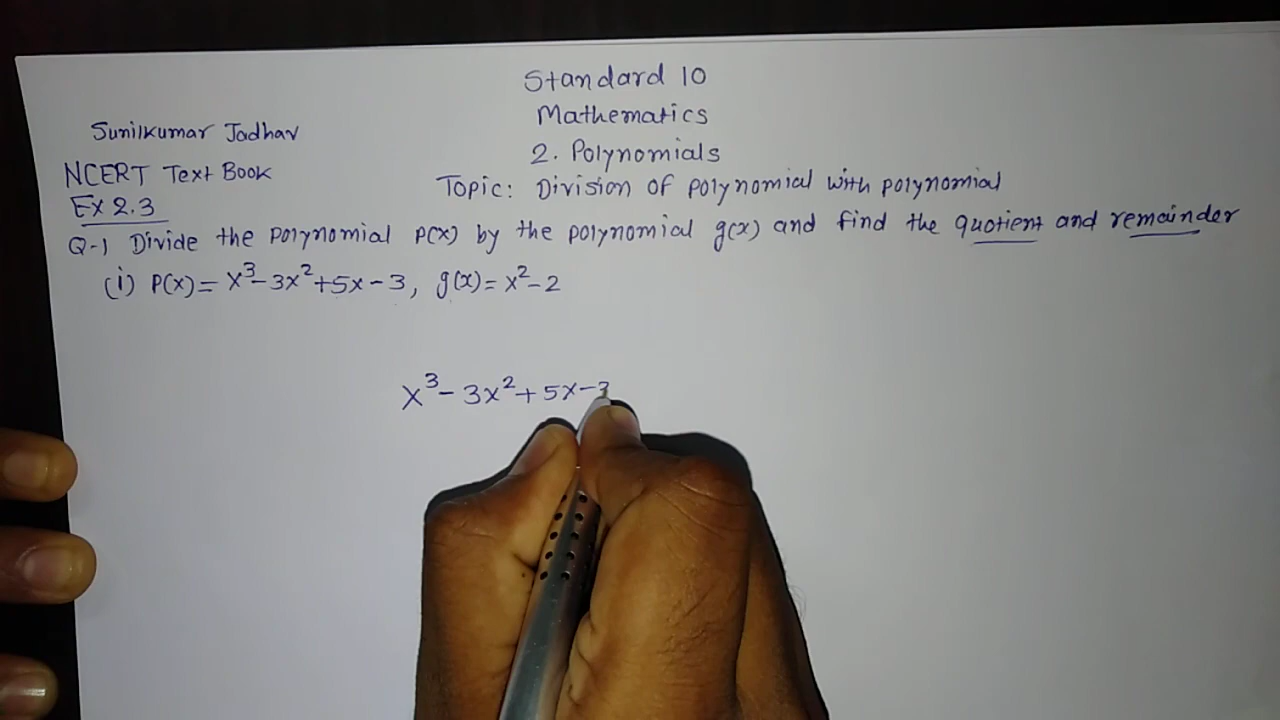 Standard 10
Mathematics
Sunilkumar Jadhav
2. Polynomials
NCERT Text Book
Topic: Division of polynomial with polynomial
Ex 2.3
Q-1 Divide the polynomial P(x) by the polynomial g(x) and find the quotient and remainder
(i) P(x) = x³ - 3x² + 5x - 3, g(x) = x² - 2
x³ - 3x² + 5x - 3